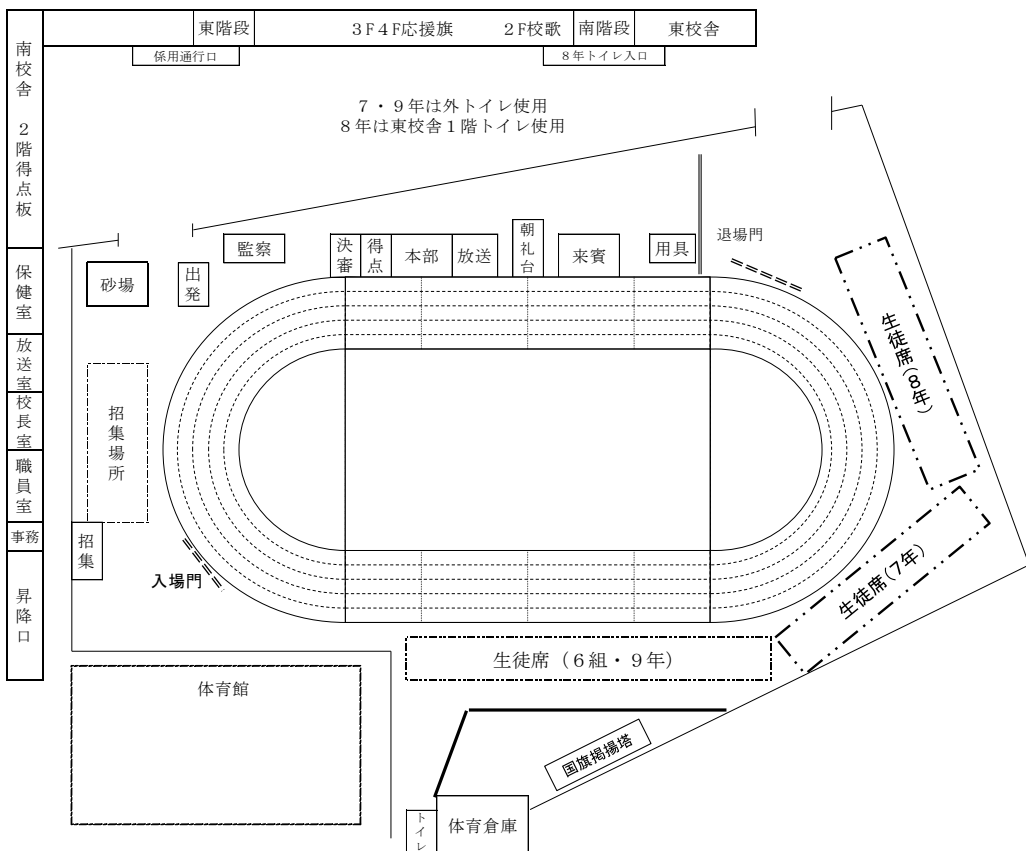 東階段
3F4F応援旗
2F校歌
南階段
東校舎
係用通行口
8年トイレ入口
南校舎 2階得点板
7・9年は外トイレ使用
8年は東校舎1階トイレ使用
監察
決審
得点
本部
放送
朝礼台
来賓
用具
退場門
保健室
砂場
出発
生徒席(8年)
放送室
校長室
招集場所
職員室
事務
招集
入場門
生徒席(7年)
昇降口
生徒席(6組・9年)
体育館
国旗掲揚塔
トイレ
体育倉庫